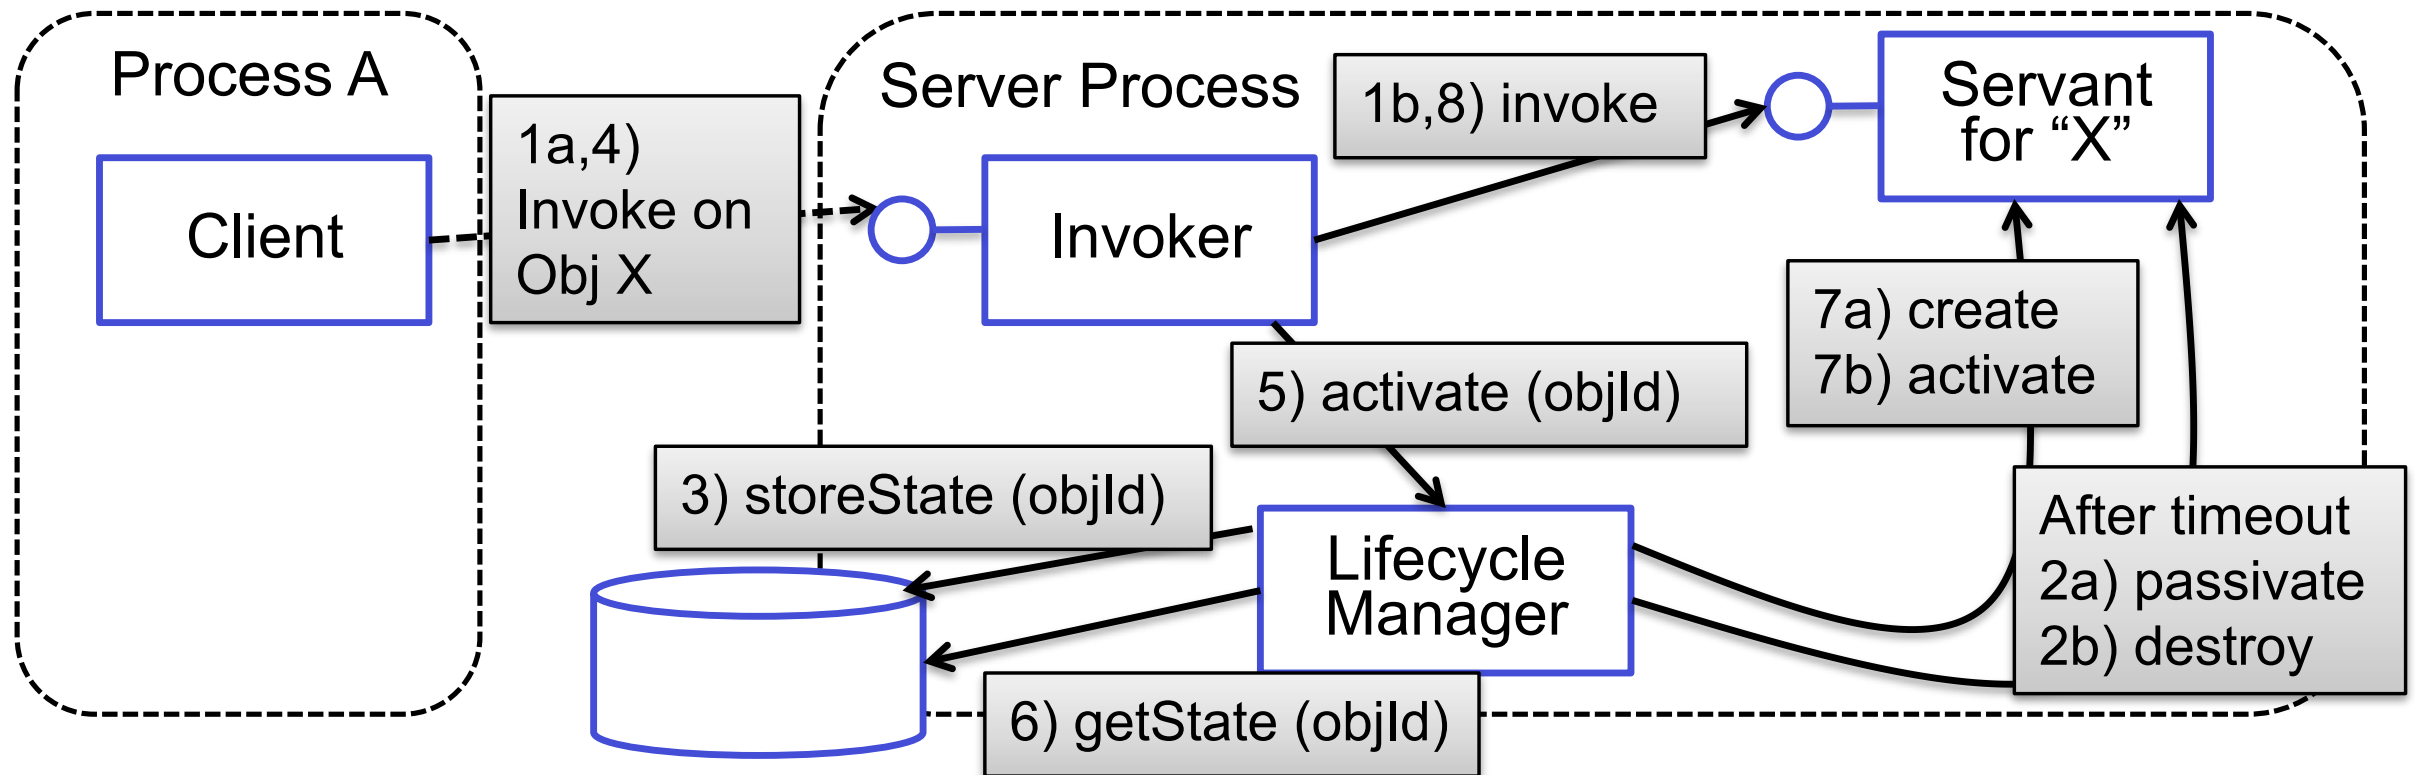 Process A
Client
1a,4)
Invoke on
Obj X
Server Process
Invoker
1b,8) invoke
Servant
for “X”
7a) create
7b) activate
5) activate (objId)
3) storeState (objId)
Lifecycle
Manager
After timeout
2a) passivate
2b) destroy
6) getState (objId)